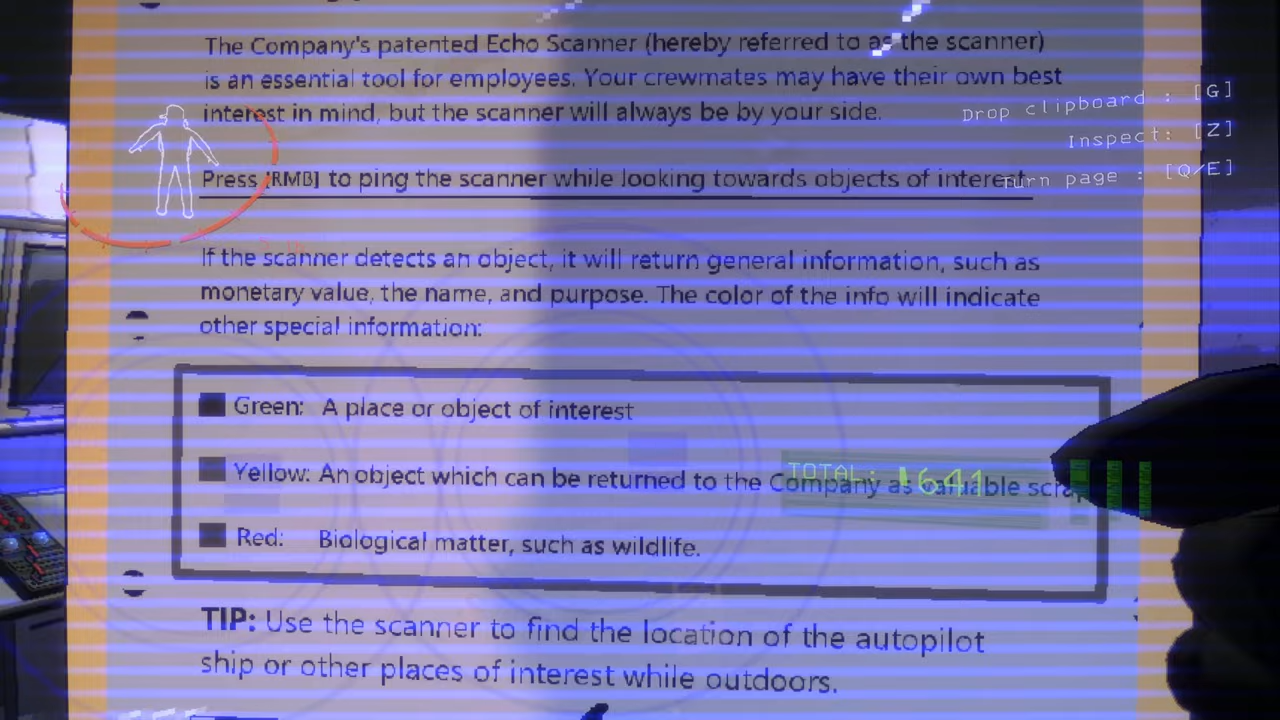 The Company's patented Echo Scanner (hereby referred to as the scanner)
is an essential tool for employees. Your crewmates may have their own best
interest in mind, but the scanner will always be by your side.
Drop clipboard : [G]
Inspect: [Z]
Turn page : [Q/E]
Press [RMB] to ping the scanner while looking towards objects of interest.
If the scanner detects an object, it will return general information, such as
monetary value, the name, and purpose. The color of the info will indicate
other special information:
Green: A place or object of interest
Yellow: An object which can be returned to the Company as valuable scrap
TOTAL: 641
Red: Biological matter, such as wildlife.
TIP: Use the scanner to find the location of the autopilot
ship or other places of interest while outdoors.